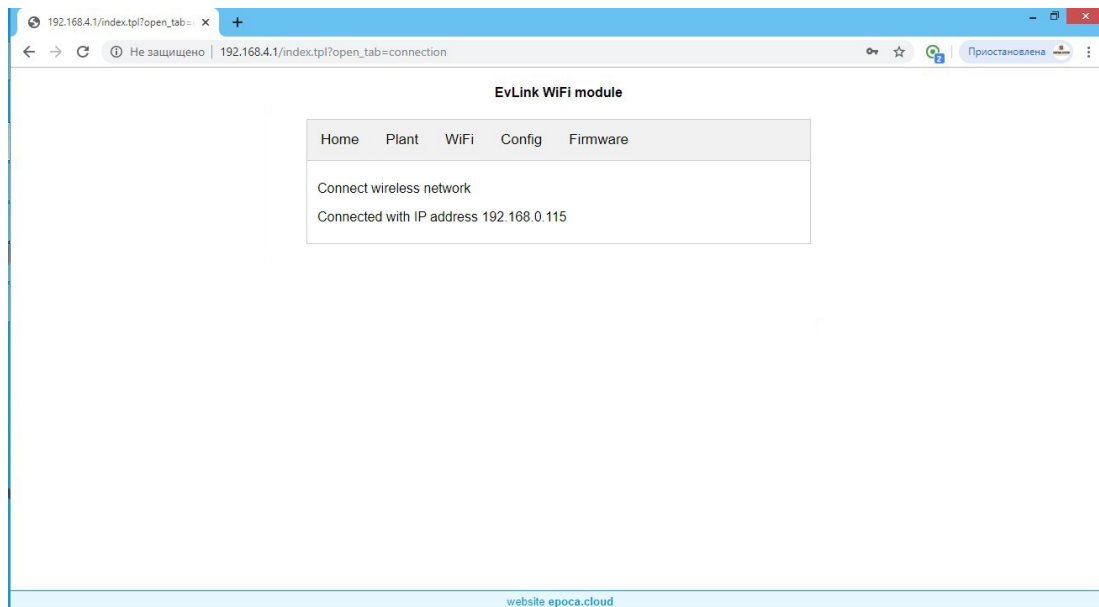 192.168.4.1/index.tpl?open_tab=
Не защищено | 192.168.4.1/index.tpl?open_tab=connection
2
Приостановлена
EvLink WiFi module
Home Plant WiFi Config Firmware
Connect wireless network
Connected with IP address 192.168.0.115
website epoca.cloud